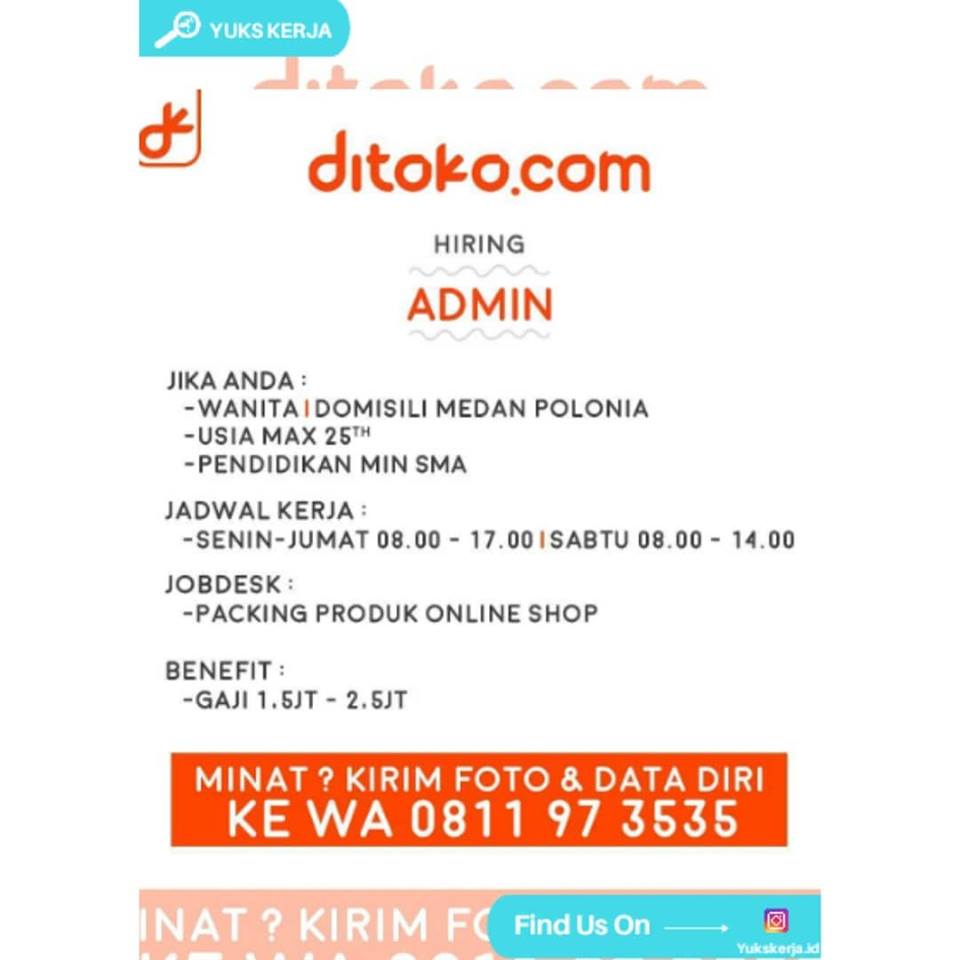 YUKS KERJA
ditoko.com
ditoko.com
HIRING
ADMIN
JIKA ANDA :
-WANITA|DOMISILI MEDAN POLONIA
-USIA MAX 25TH
-PENDIDIKAN MIN SMA
JADWAL KERJA :
-SENIN-JUMAT 08.00 - 17.00|SABTU 08.00 - 14.00
JOBDESK :
-PACKING PRODUK ONLINE SHOP
BENEFIT :
-GAJI 1.5JT - 2.5JT
MINAT ? KIRIM FOTO & DATA DIRI
KE WA 0811 97 3535
INAT ? KIRIM FO
Find Us On
Yukskerja.id